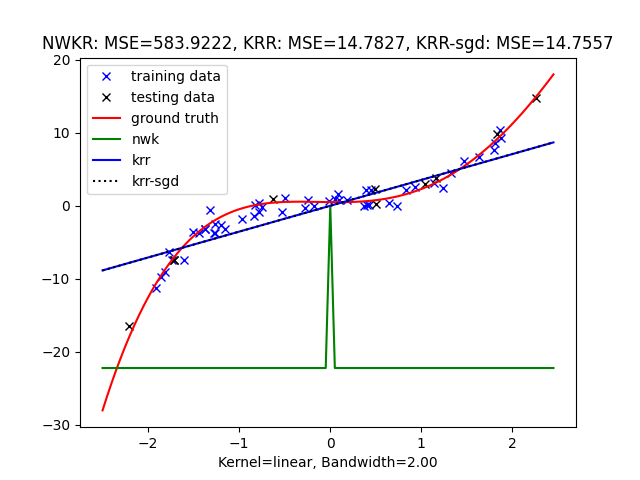 NWKR: MSE=583.9222, KRR: MSE=14.7827, KRR-sgd: MSE=14.7557
training data
testing data
ground truth
nwk
krr
krr-sgd
20
10
0
−10
−20
−30
−2
−1
0
1
2
Kernel=linear, Bandwidth=2.00